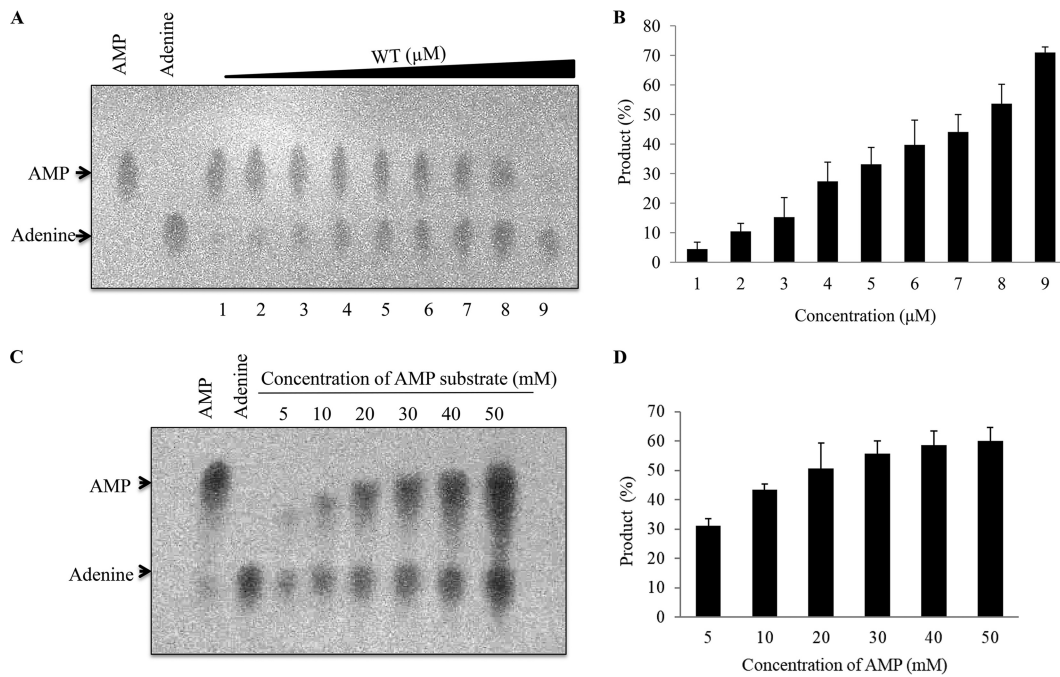 A
AMP
Adenine
WT (µM)
AMP
Adenine
1 2 3 4 5 6 7 8 9
B
Product (%)
80
70
60
50
40
30
20
10
0
1 2 3 4 5 6 7 8 9
Concentration (µM)
C
AMP
Adenine
Concentration of AMP substrate (mM)
5 10 20 30 40 50
AMP
Adenine
D
Product (%)
70
60
50
40
30
20
10
0
5 10 20 30 40 50
Concentration of AMP (mM)